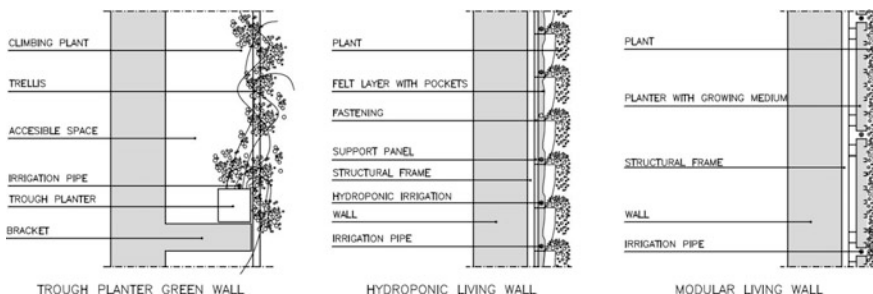 CLIMBING PLANT
TRELLIS
ACCESIBLE SPACE
IRRIGATION PIPE
TROUGH PLANTER
BRACKET
TROUGH PLANTER GREEN WALL
PLANT
FELT LAYER WITH POCKETS
FASTENING
SUPPORT PANEL
STRUCTURAL FRAME
HYDROPONIC IRRIGATION
WALL
IRRIGATION PIPE
HYDROPONIC LIVING WALL
PLANT
PLANTER WITH GROWING MEDIUM
STRUCTURAL FRAME
WALL
IRRIGATION PIPE
MODULAR LIVING WALL